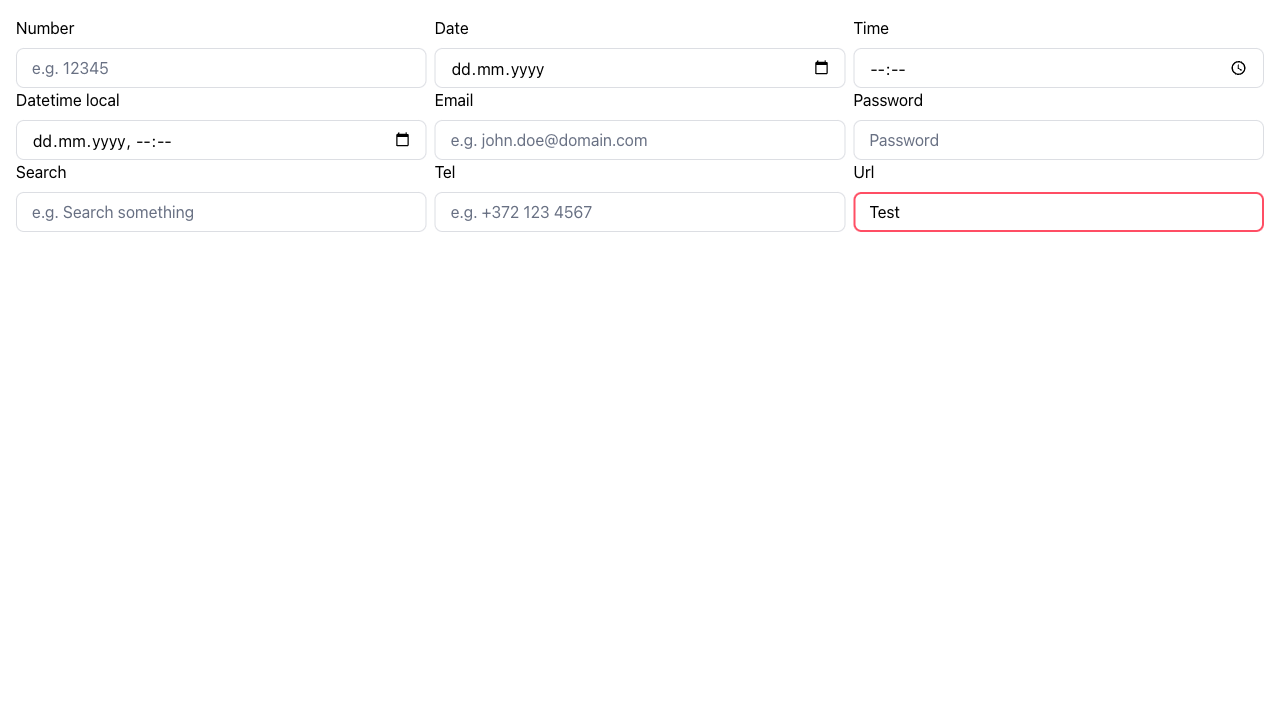 Number
Date
Time
e.g. 12345
dd.mm.yyyy
--:--
Datetime local
Email
Password
dd.mm.yyyy, --:--
e.g. john.doe@domain.com
Password
Search
Tel
Url
e.g. Search something
e.g. +372 123 4567
Test